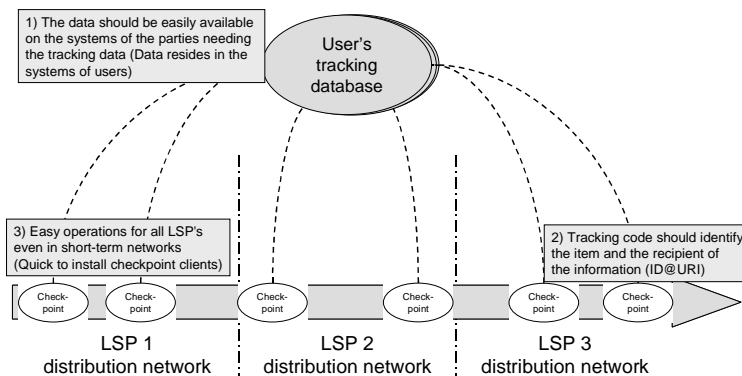 1) The data should be easily available
on the systems of the parties needing
the tracking data (Data resides in the
systems of users)
User's
tracking
database
3) Easy operations for all LSP's
even in short-term networks
(Quick to install checkpoint clients)
2) Tracking code should identify
the item and the recipient of
the information (ID@URI)
Check-
point
Check-
point
Check-
point
Check-
point
Check-
point
Check-
point
LSP 1
distribution network
LSP 2
distribution network
LSP 3
distribution network